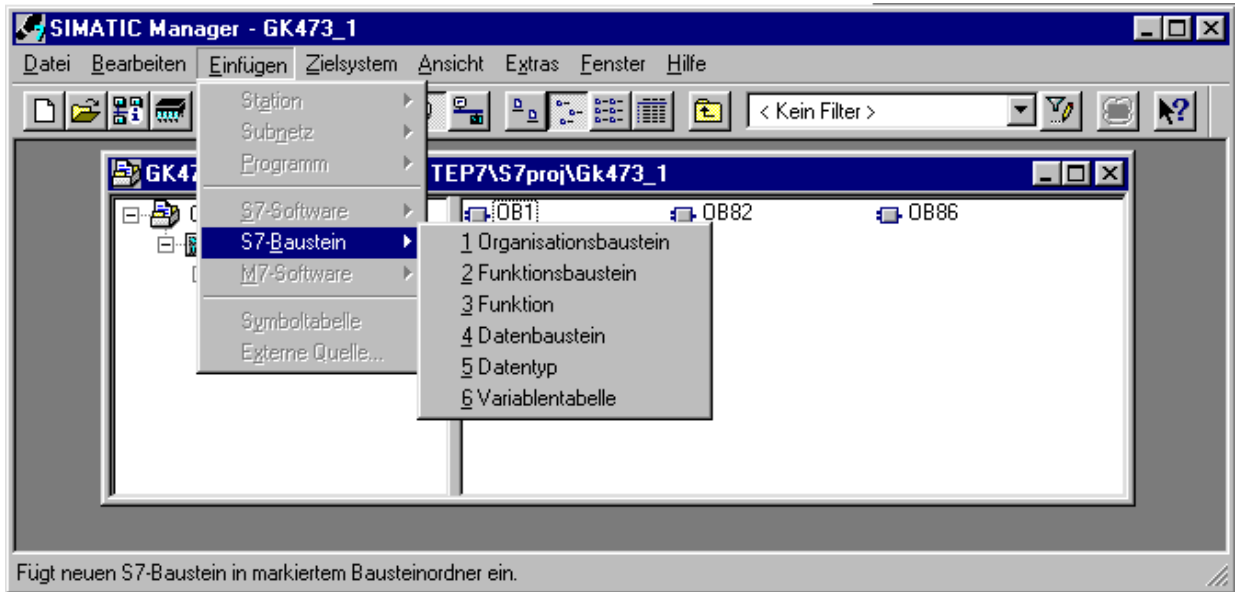 SIMATIC Manager - GK473_1
Datei Bearbeiten Einfügen Zielsystem Ansicht Extras Fenster Hilfe
< Kein Filter >
Station
Subnetz
Programm
S7-Software
S7-Baustein
M7-Software
Symboltabelle
Externe Quelle...
TEP7\S7proj\Gk473_1
OB1 OB82 OB86
1 Organisationsbaustein
2 Funktionsbaustein
3 Funktion
4 Datenbaustein
5 Datentyp
6 Variablentabelle
Fügt neuen S7-Baustein in markiertem Bausteinordner ein.